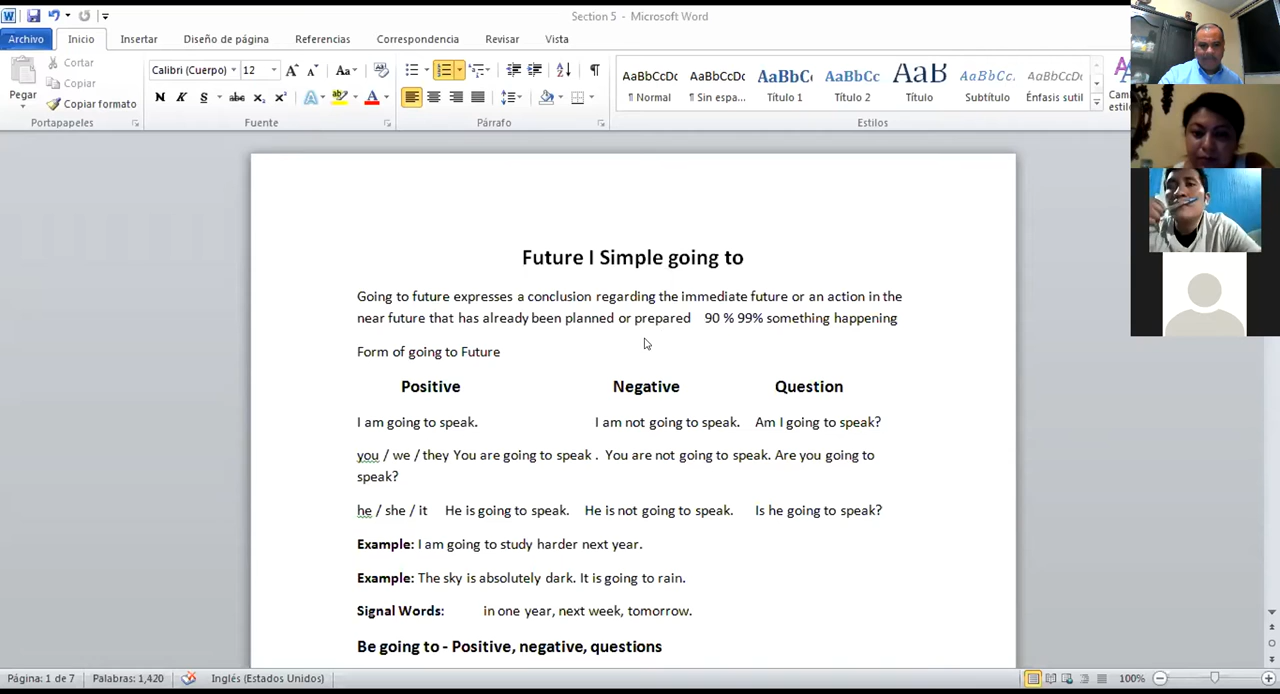 Section 5 - Microsoft Word
Archivo Inicio Insertar Diseño de página Referencias Correspondencia Revisar Vista
Pegar
Cortar
Copiar
Copiar formato
Portapapeles
Calibri (Cuerpo) 12
N K S abc x₂ x² A ab A
Fuente
Párrafo
AaBbCcDc AaBbCcDc AaBbC AaBbCc AaB AaBbCc. AaBbCcDc
¶ Normal ¶ Sin espa... Título 1 Título 2 Título Subtítulo Énfasis sutil
Estilos
Future I Simple going to
Going to future expresses a conclusion regarding the immediate future or an action in the
near future that has already been planned or prepared 90 % 99% something happening
Form of going to Future
Positive Negative Question
I am going to speak. I am not going to speak. Am I going to speak?
you / we / they You are going to speak . You are not going to speak. Are you going to
speak?
he / she / it He is going to speak. He is not going to speak. Is he going to speak?
Example: I am going to study harder next year.
Example: The sky is absolutely dark. It is going to rain.
Signal Words: in one year, next week, tomorrow.
Be going to - Positive, negative, questions
Página: 1 de 7 Palabras: 1,420 Inglés (Estados Unidos) 100%